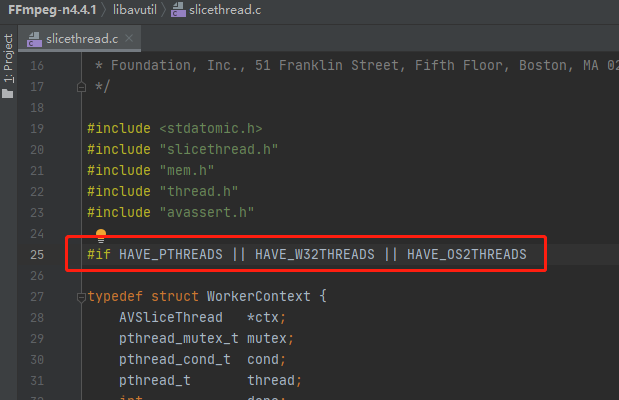 FFmpeg-n4.4.1 libavutil slicethread.c
slicethread.c
1: Project
16 * Foundation, Inc., 51 Franklin Street, Fifth Floor, Boston, MA 02
17 */
18
19 #include <stdatomic.h>
20 #include "slicethread.h"
21 #include "mem.h"
22 #include "thread.h"
23 #include "avassert.h"
24
25 #if HAVE_PTHREADS || HAVE_W32THREADS || HAVE_OS2THREADS
26
27 typedef struct WorkerContext {
28 AVSliceThread *ctx;
29 pthread_mutex_t mutex;
30 pthread_cond_t cond;
31 pthread_t thread;